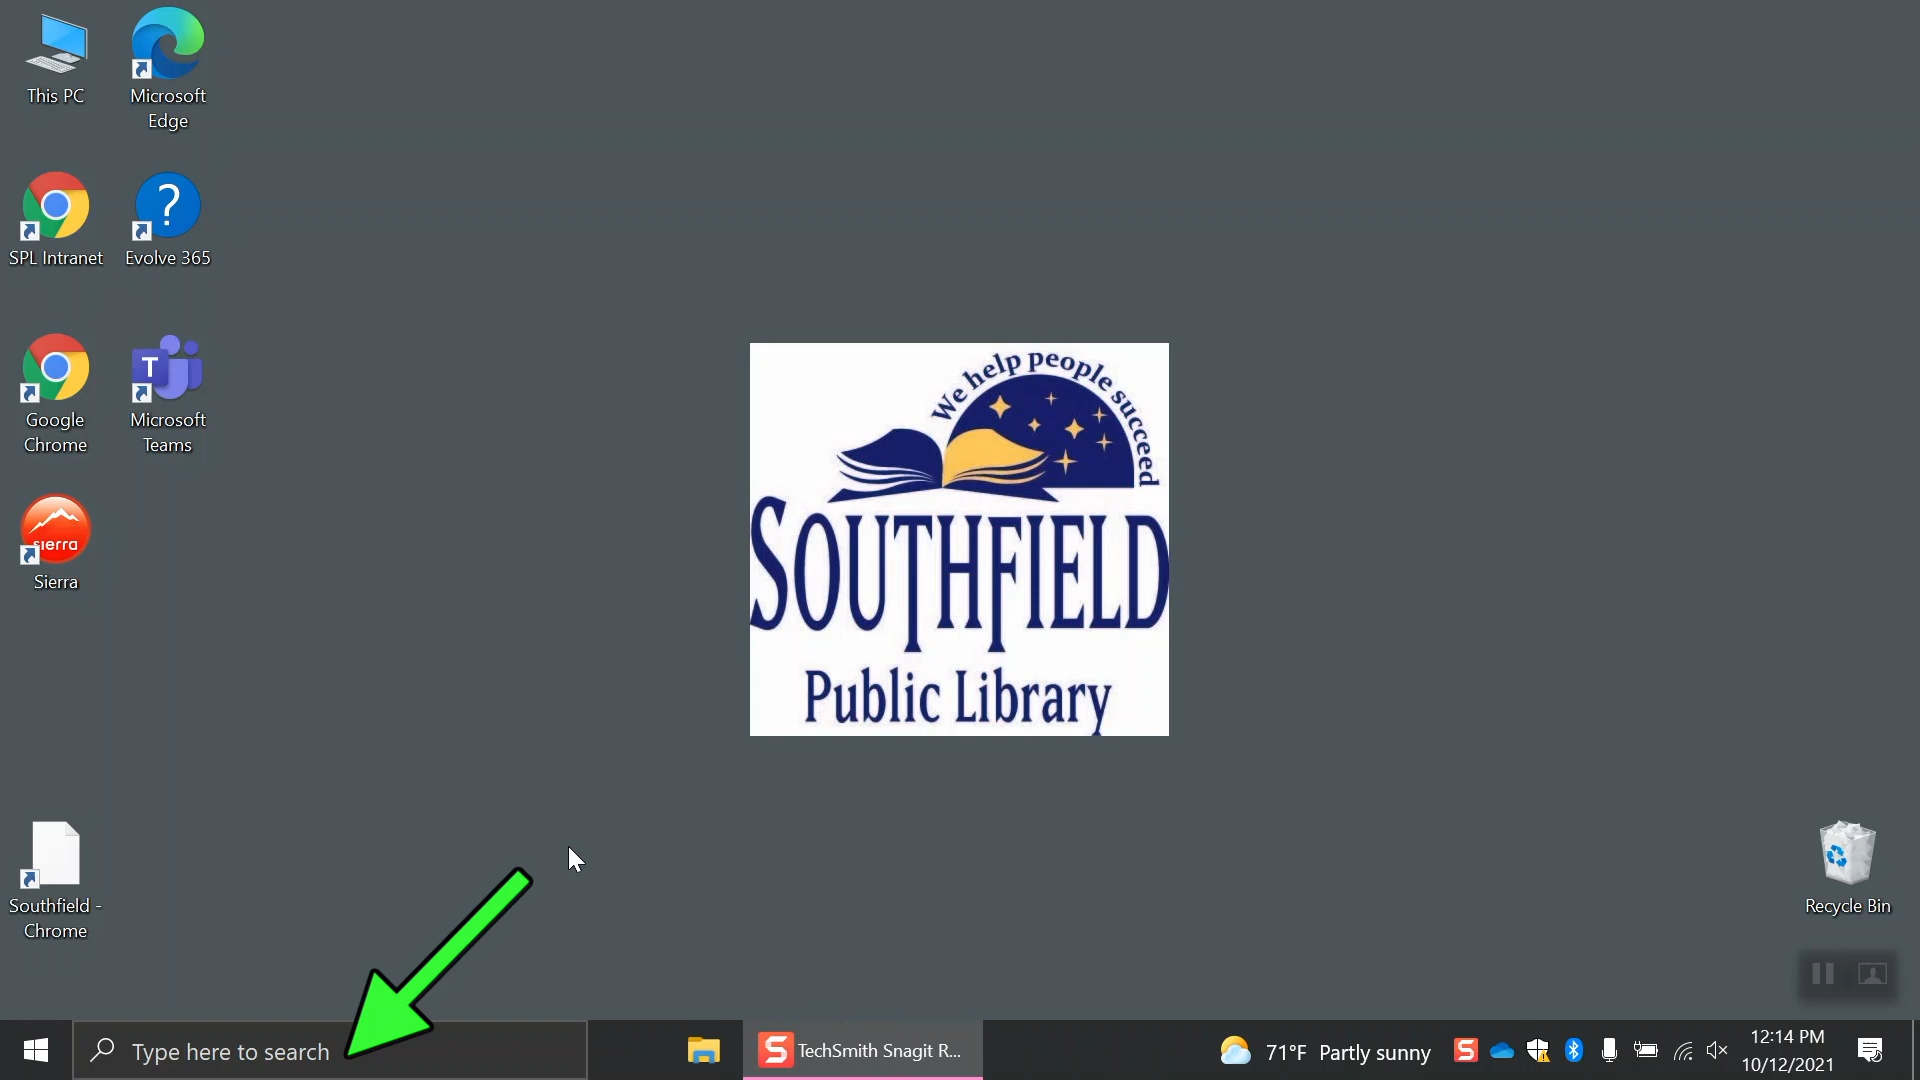 This PC
Microsoft
Edge
SPL Intranet
Evolve 365
Google
Chrome
Microsoft
Teams
sierra
Sierra
We help people succeed
SOUTHFIELD
Public Library
Southfield -
Chrome
Recycle Bin
Type here to search
TechSmith Snagit R...
71°F Partly sunny
12:14 PM
10/12/2021